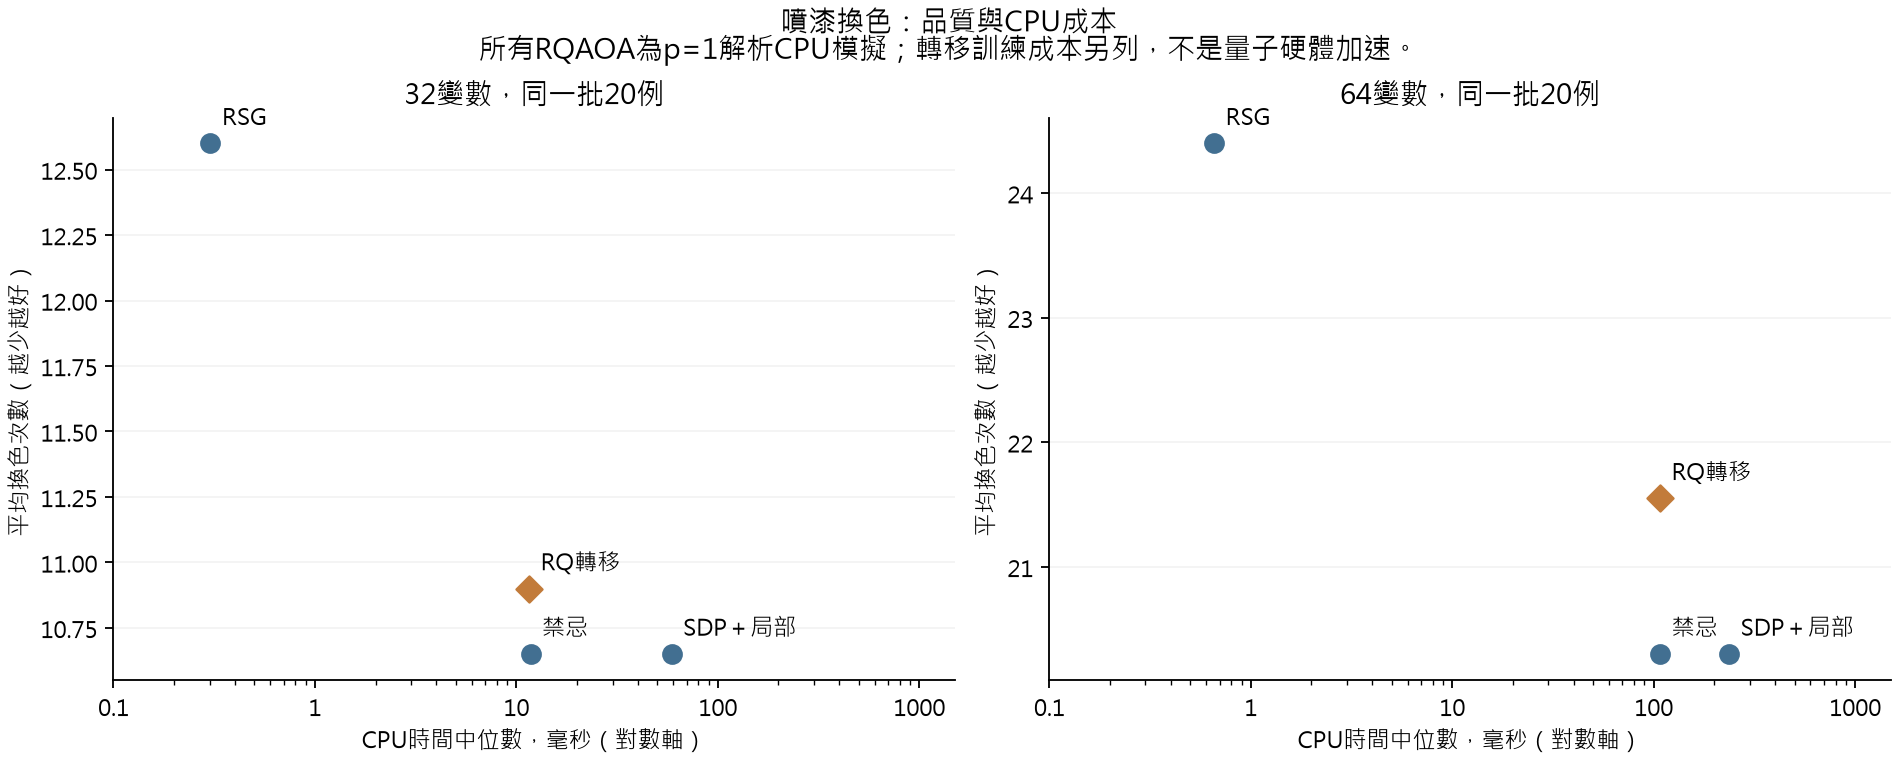 噴漆換色：品質與CPU成本
所有RQAOA為p=1解析CPU模擬；轉移訓練成本另列，不是量子硬體加速。
32變數，同一批20例
RSG
12.50
12.25
12.00
11.75
11.50
11.25
11.00
10.75
平均換色次數（越少越好）
RQ轉移
禁忌
SDP＋局部
0.1
1
10
100
1000
CPU時間中位數，毫秒（對數軸）
64變數，同一批20例
RSG
24
23
22
21
平均換色次數（越少越好）
RQ轉移
禁忌
SDP＋局部
0.1
1
10
100
1000
CPU時間中位數，毫秒（對數軸）